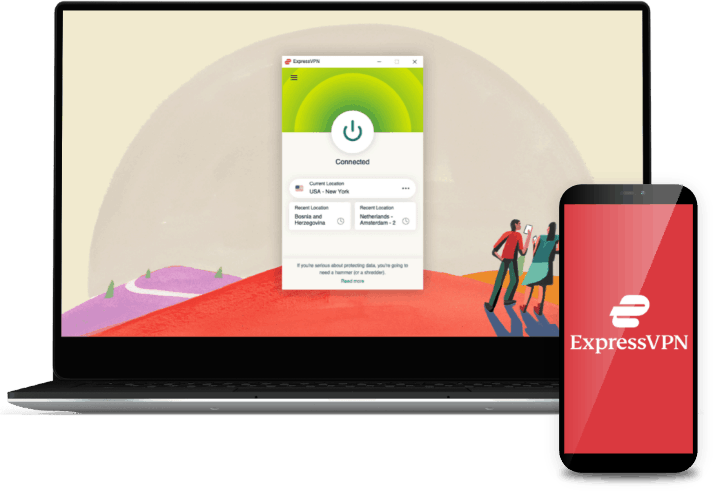 ExpressVPN
Connected
Current Location
USA - New York
Recent Location
Bosnia and
Herzegovina
Recent Location
Netherlands -
Amsterdam - 2
If you're serious about protecting data, you're going to
need a hammer (or a shredder).
Read more
ExpressVPN